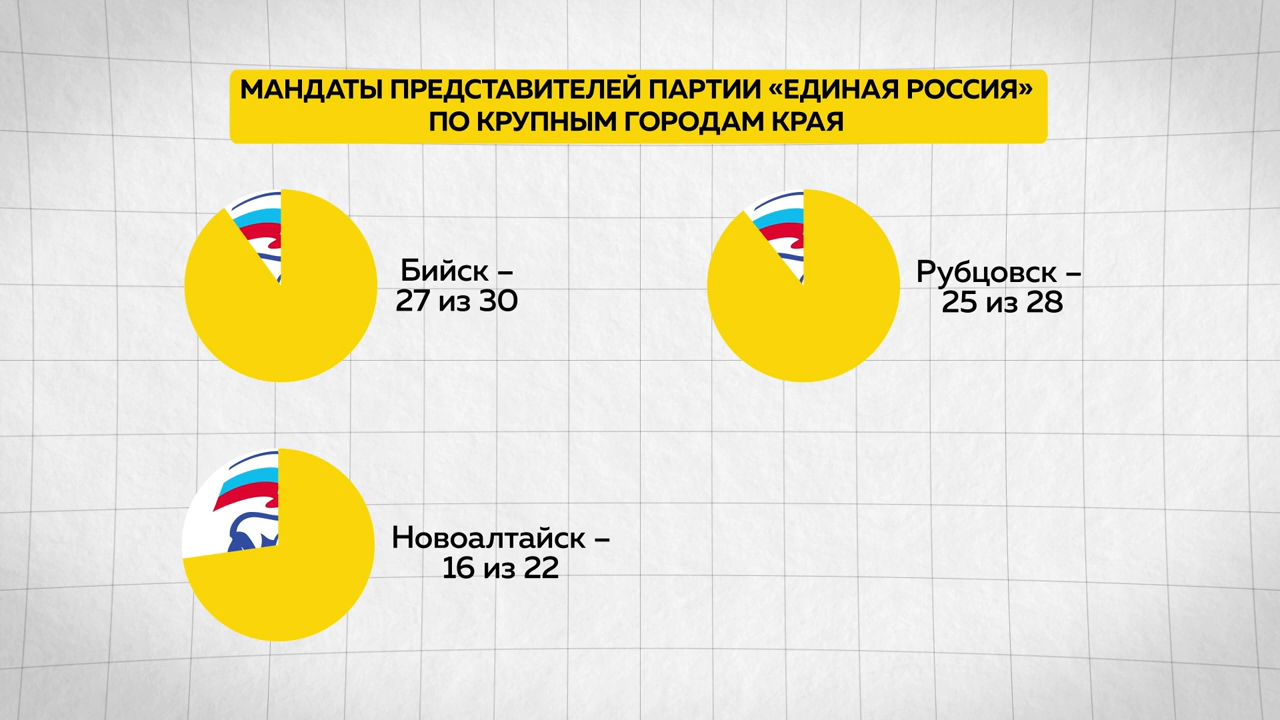 МАНДАТЫ ПРЕДСТАВИТЕЛЕЙ ПАРТИИ «ЕДИНАЯ РОССИЯ»
ПО КРУПНЫМ ГОРОДАМ КРАЯ
Бийск –
27 из 30
Рубцовск –
25 из 28
Новоалтайск –
16 из 22